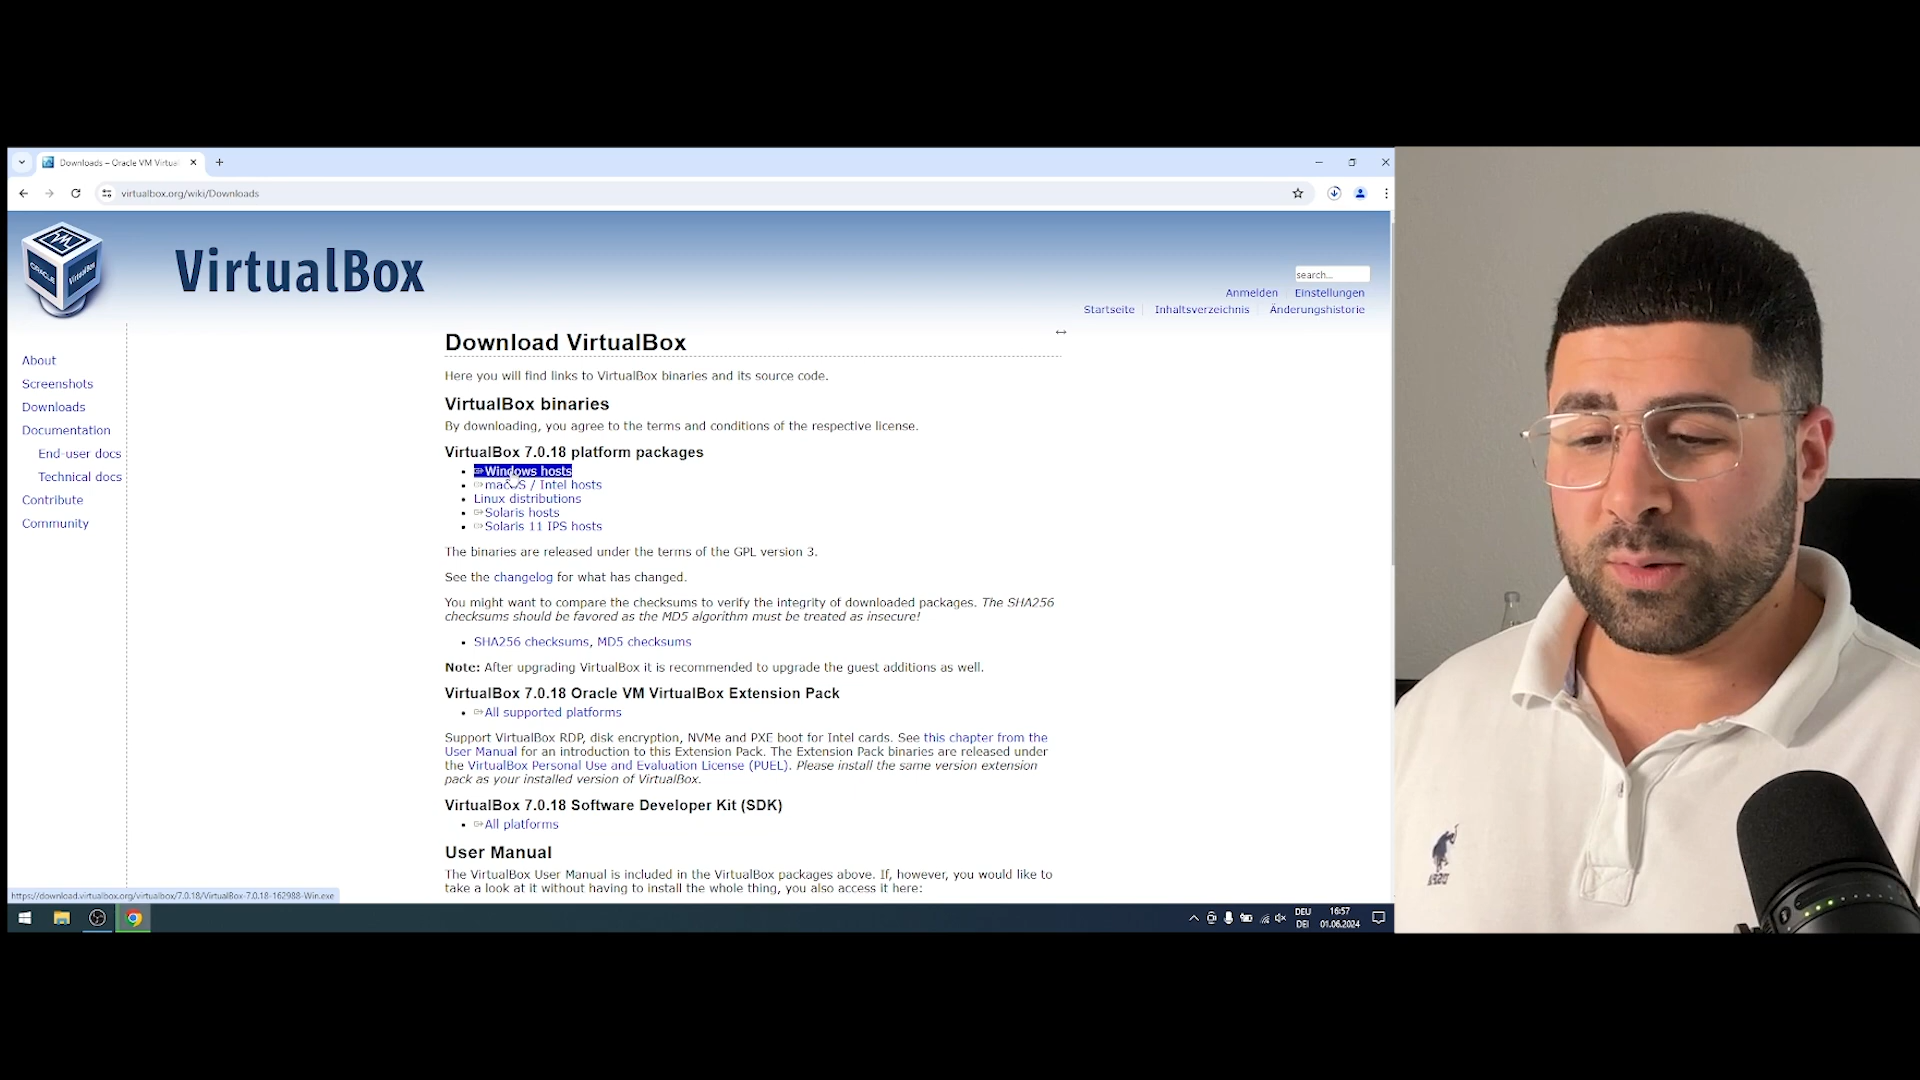 Downloads – Oracle VM Virtua
virtualbox.org/wiki/Downloads
ORACLE
VirtualBox
VirtualBox
search...
Anmelden Einstellungen
Startseite Inhaltsverzeichnis Änderungshistorie
About
Screenshots
Downloads
Documentation
End-user docs
Technical docs
Contribute
Community
Download VirtualBox
Here you will find links to VirtualBox binaries and its source code.
VirtualBox binaries
By downloading, you agree to the terms and conditions of the respective license.
VirtualBox 7.0.18 platform packages
Windows hosts
macOS / Intel hosts
Linux distributions
Solaris hosts
Solaris 11 IPS hosts
The binaries are released under the terms of the GPL version 3.
See the changelog for what has changed.
You might want to compare the checksums to verify the integrity of downloaded packages. The SHA256
checksums should be favored as the MD5 algorithm must be treated as insecure!
SHA256 checksums, MD5 checksums
Note: After upgrading VirtualBox it is recommended to upgrade the guest additions as well.
VirtualBox 7.0.18 Oracle VM VirtualBox Extension Pack
All supported platforms
Support VirtualBox RDP, disk encryption, NVMe and PXE boot for Intel cards. See this chapter from the
User Manual for an introduction to this Extension Pack. The Extension Pack binaries are released under
the VirtualBox Personal Use and Evaluation License (PUEL). Please install the same version extension
pack as your installed version of VirtualBox.
VirtualBox 7.0.18 Software Developer Kit (SDK)
All platforms
User Manual
The VirtualBox User Manual is included in the VirtualBox packages above. If, however, you would like to
take a look at it without having to install the whole thing, you also access it here:
https://download.virtualbox.org/virtualbox/7.0.18/VirtualBox-7.0.18-162988-Win.exe
DEU 16:57
DEI 01.06.2024